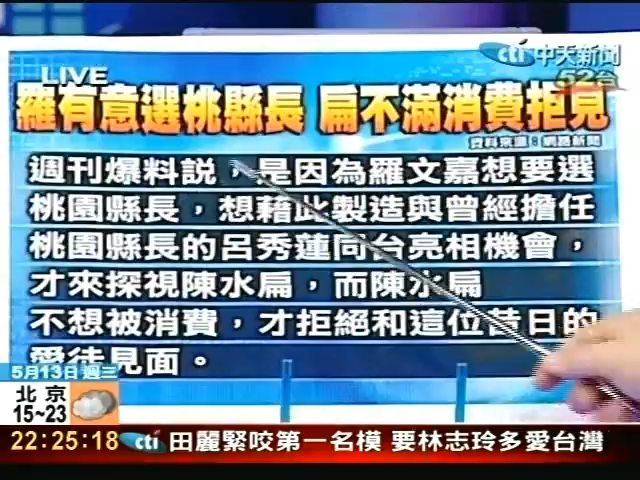 cti 中天新聞
LIVE
52台
羅有意選桃縣長 扁不滿消費拒見
資料來源：網路新聞
週刊爆料說，是因為羅文嘉想要選
桃園縣長，想藉此製造與曾經擔任
桃園縣長的呂秀蓮同台亮相機會，
才來探視陳水扁，而陳水扁
不想被消費，才拒絕和這位昔日的
愛徒見面。
5月13日 週三
北京
15~23
22:25:18 cti 田麗緊咬第一名模 要林志玲多愛台灣